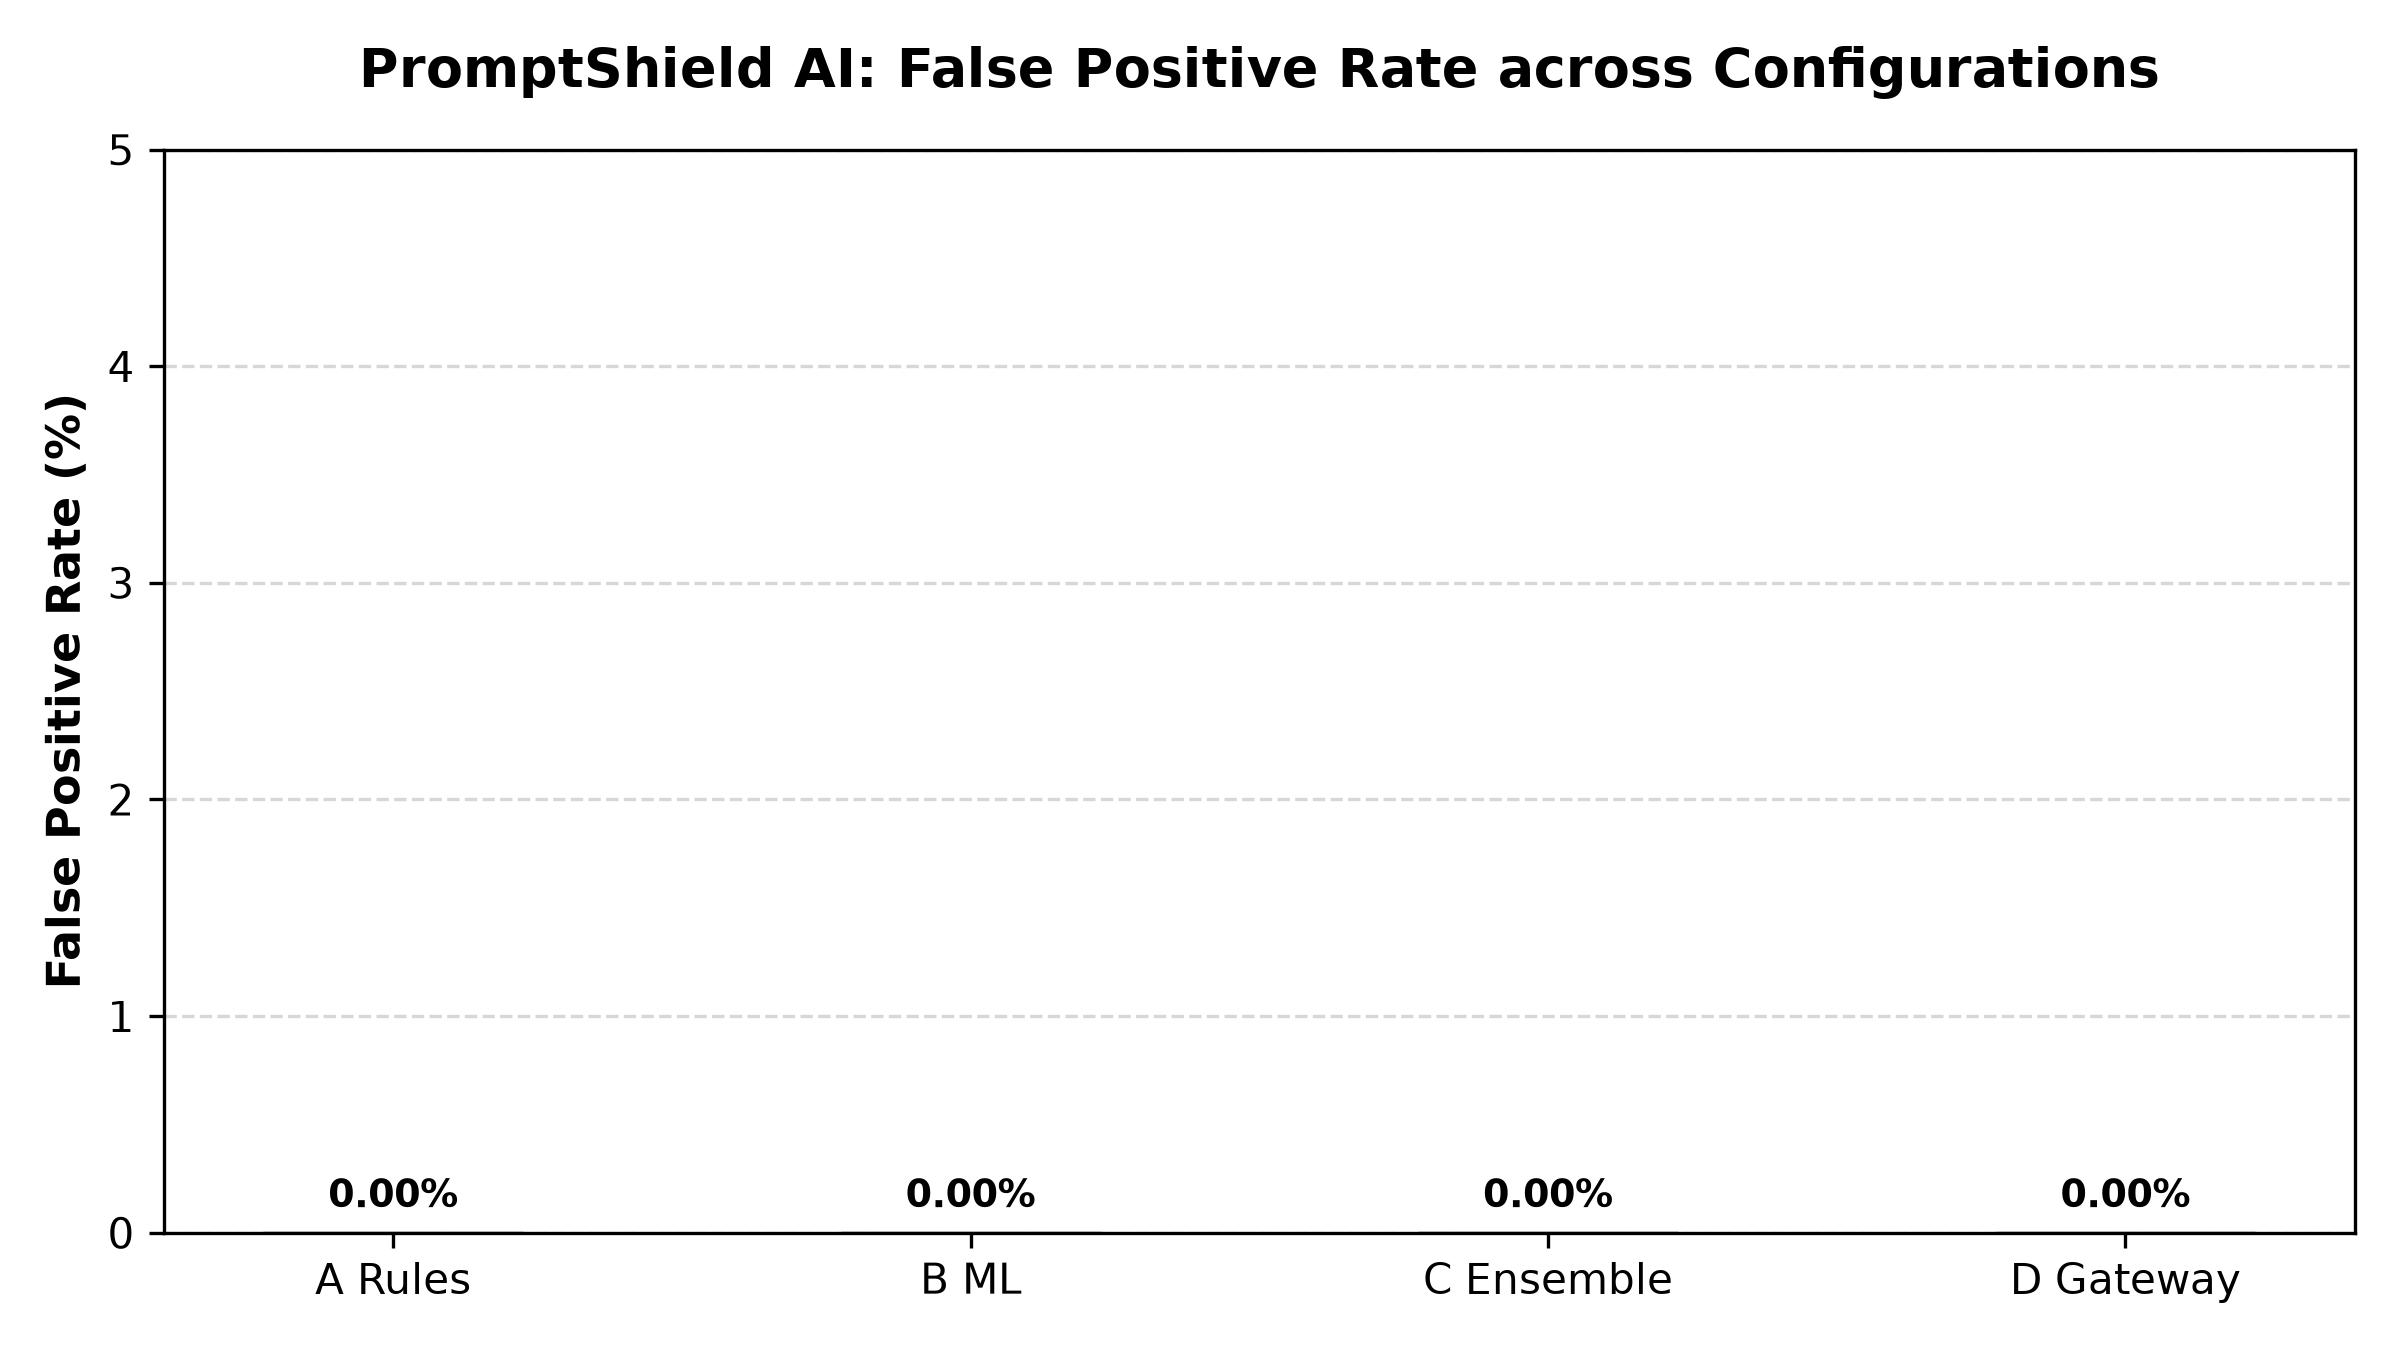 PromptShield AI: False Positive Rate across Configurations
False Positive Rate (%)
5
4
3
2
1
0
0.00% 0.00% 0.00% 0.00%
A Rules B ML C Ensemble D Gateway